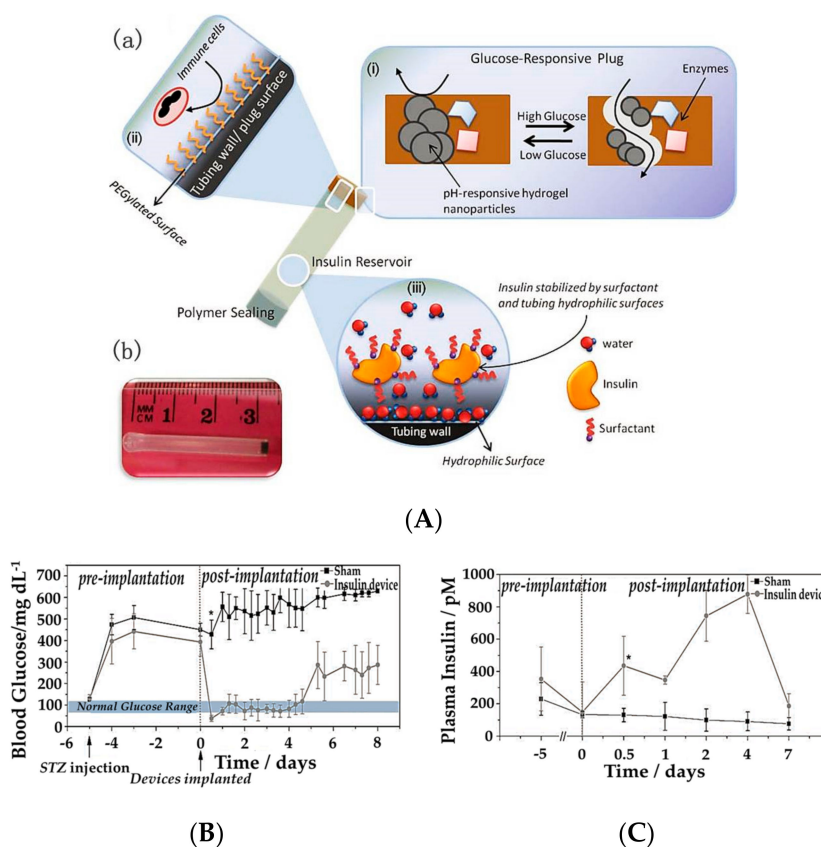 (a)
Immune cells
(ii)
Tubing wall/ plug surface
PEGylated Surface
Glucose-Responsive Plug
(i)
Enzymes
High Glucose
Low Glucose
pH-responsive hydrogel
nanoparticles
Insulin Reservoir
Polymer Sealing
(iii)
Insulin stabilized by surfactant
and tubing hydrophilic surfaces
water
Insulin
Surfactant
Tubing wall
Hydrophilic Surface
(b)
MM
CM 1 2 3
(A)
Blood Glucose/mg dL-1
700
600
500
400
300
200
100
0
pre-implantation
post-implantation
Sham
Insulin device
*
Normal Glucose Range
-6 -4 -2 0 2 4 6 8
-5
STZ injection
Devices implanted
Time / days
(B)
Plasma Insulin / pM
1000
800
600
400
200
0
pre-implantation
post-implantation
Sham
Insulin device
*
-5 // 0 0.5 1 2 4 7
Time / days
(C)